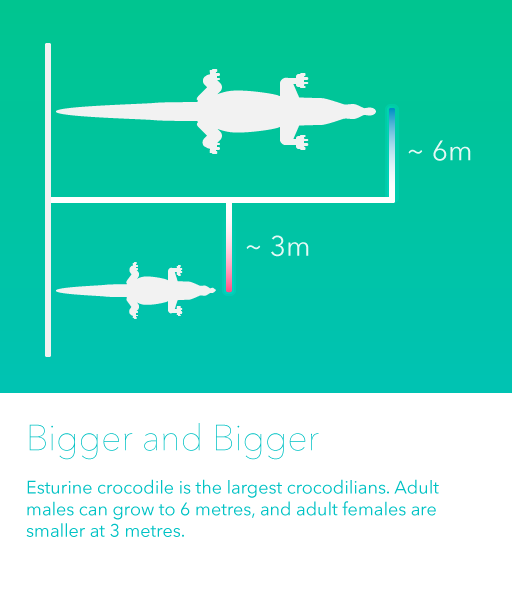 ~ 6m
~ 3m
Bigger and Bigger
Esturine crocodile is the largest crocodilians. Adult
males can grow to 6 metres, and adult females are
smaller at 3 metres.